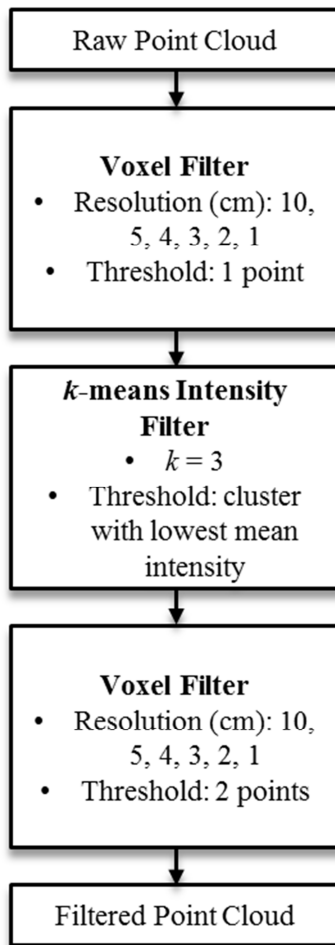 Raw Point Cloud
Voxel Filter
• Resolution (cm): 10,
5, 4, 3, 2, 1
• Threshold: 1 point
k-means Intensity
Filter
• k = 3
• Threshold: cluster
with lowest mean
intensity
Voxel Filter
• Resolution (cm): 10,
5, 4, 3, 2, 1
• Threshold: 2 points
Filtered Point Cloud